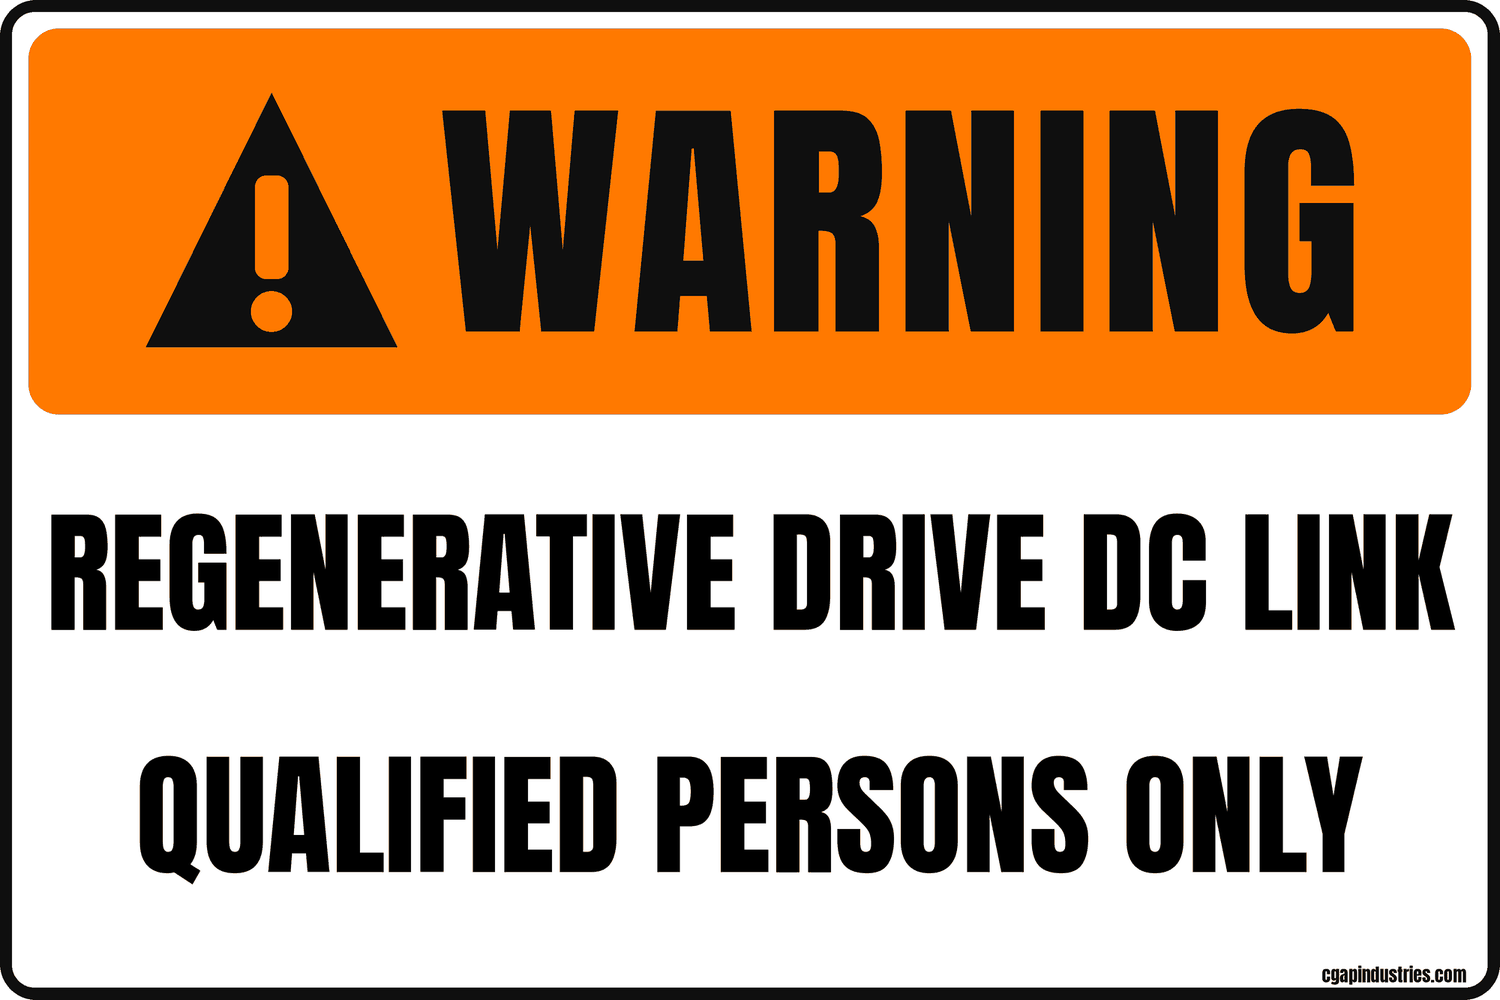 WARNING
REGENERATIVE DRIVE DC LINK
QUALIFIED PERSONS ONLY
cgapindustries.com